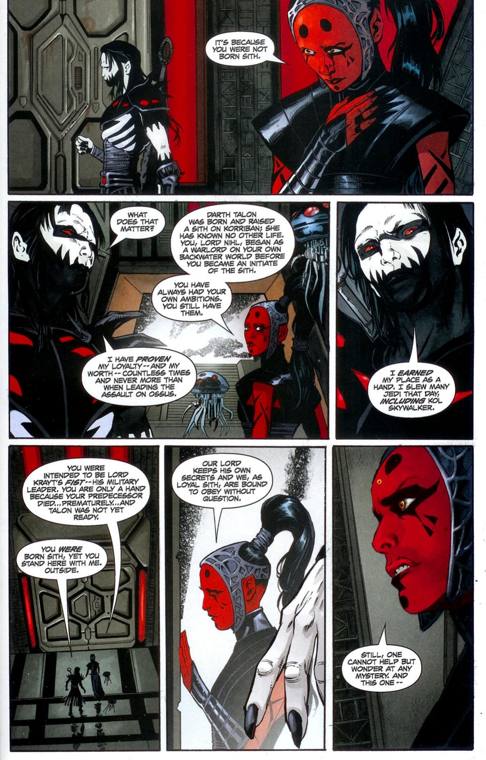 IT'S BECAUSE
YOU WERE NOT
BORN SITH.
WHAT
DOES THAT
MATTER?
DARTH TALON
WAS BORN AND RAISED
A SITH ON KORRIBAN; SHE
HAS KNOWN NO OTHER LIFE.
YOU, LORD NIHL, BEGAN AS
A WARLORD ON YOUR OWN
BACKWATER WORLD BEFORE
YOU BECAME AN INITIATE
OF THE SITH.
YOU HAVE
ALWAYS HAD YOUR
OWN AMBITIONS.
YOU STILL HAVE
THEM.
I HAVE PROVEN
MY LOYALTY--AND MY
WORTH--COUNTLESS TIMES
AND NEVER MORE THAN
WHEN LEADING THE
ASSAULT ON OSSUS.
I EARNED
MY PLACE AS A
HAND. I SLEW MANY
JEDI THAT DAY,
INCLUDING KOL
SKYWALKER.
YOU WERE
INTENDED TO BE LORD
KRAYT'S FIST--HIS MILITARY
LEADER. YOU ARE ONLY A HAND
BECAUSE YOUR PREDECESSOR
DIED...PREMATURELY...AND
TALON WAS NOT YET
READY.
YOU WERE
BORN SITH, YET YOU
STAND HERE WITH ME.
OUTSIDE.
OUR LORD
KEEPS HIS OWN
SECRETS AND WE, AS
LOYAL SITH, ARE BOUND
TO OBEY WITHOUT
QUESTION.
STILL, ONE
CANNOT HELP BUT
WONDER AT ANY
MYSTERY. AND
THIS ONE--